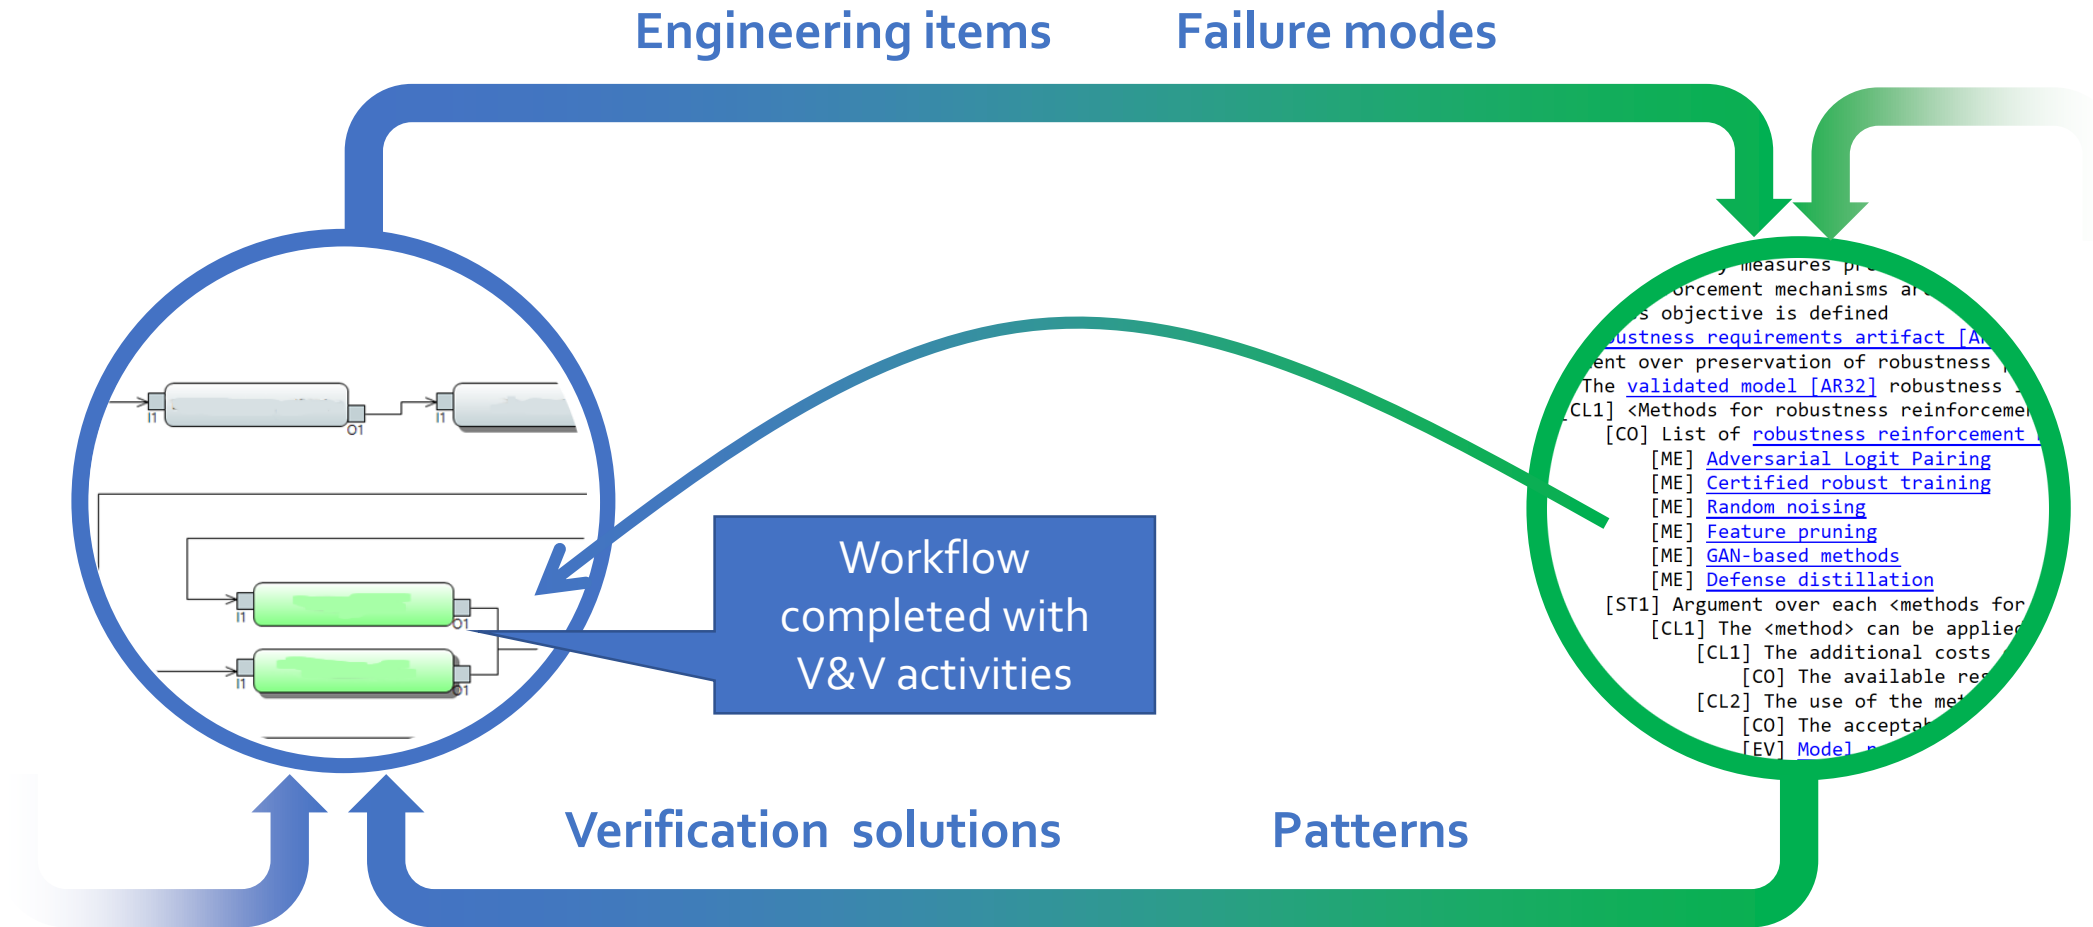 Engineering items Failure modes
I1
O1
I1
I1
O1
I1
O1
Workflow
completed with
V&V activities
measures
mechanisms
objective is defined
requirements artifact
over preservation of robustness
The validated model [AR32] robustness
[CL1] <Methods for robustness
[CO] List of robustness reinforcement
[ME] Adversarial Logit Pairing
[ME] Certified robust training
[ME] Random noising
[ME] Feature pruning
[ME] GAN-based methods
[ME] Defense distillation
[ST1] Argument over each <methods for
[CL1] The <method> can be applied
[CL1] The additional costs
[CO] The available
[CL2] The use of the
[CO] The
[EV] Model
Verification solutions Patterns